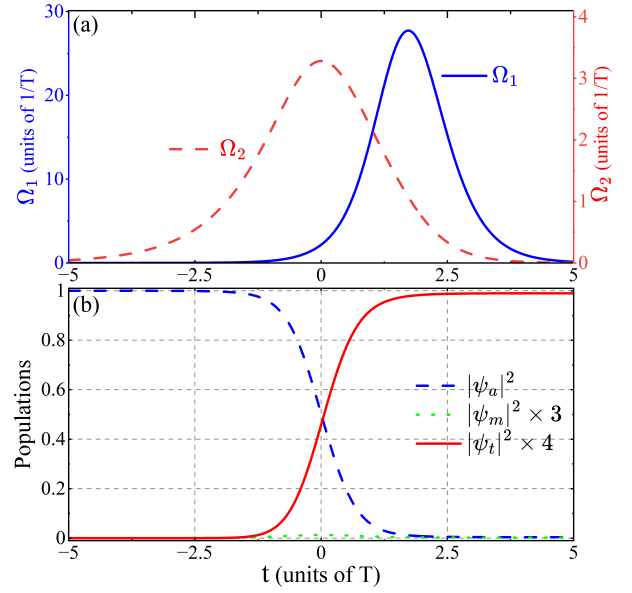 (a)
30
20
10
0
Ω₁ (units of 1/T)
Ω₁
Ω₂
4
3
2
1
0
Ω₂ (units of 1/T)
−5 −2.5 0 2.5 5
(b)
1
0.8
0.6
0.4
0.2
0
Populations
|ψₐ|²
|ψₘ|² × 3
|ψₜ|² × 4
−5 −2.5 0 2.5 5
t (units of T)